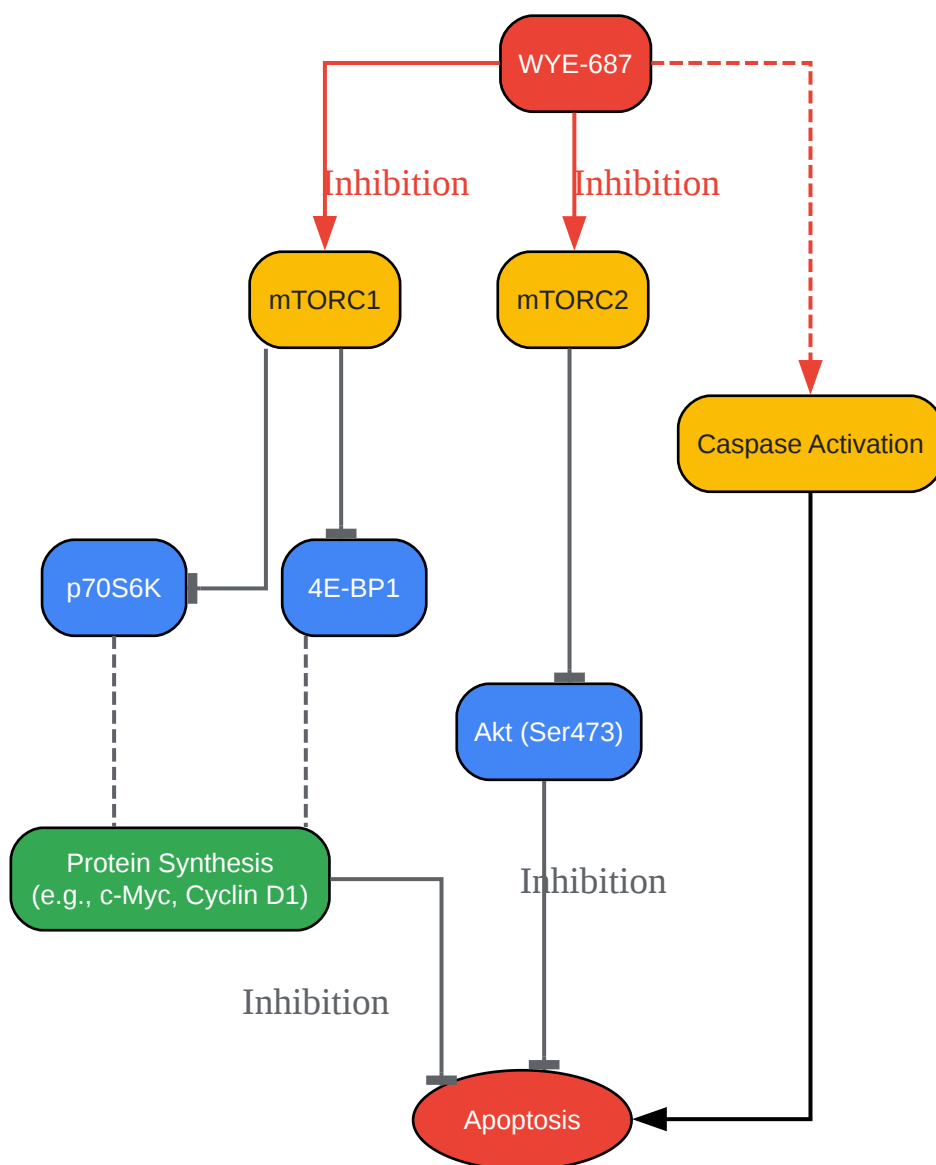 WYE-687
Inhibition
Inhibition
mTORC1
mTORC2
Caspase Activation
p70S6K
4E-BP1
Akt (Ser473)
Protein Synthesis
(e.g., c-Myc, Cyclin D1)
Inhibition
Inhibition
Apoptosis